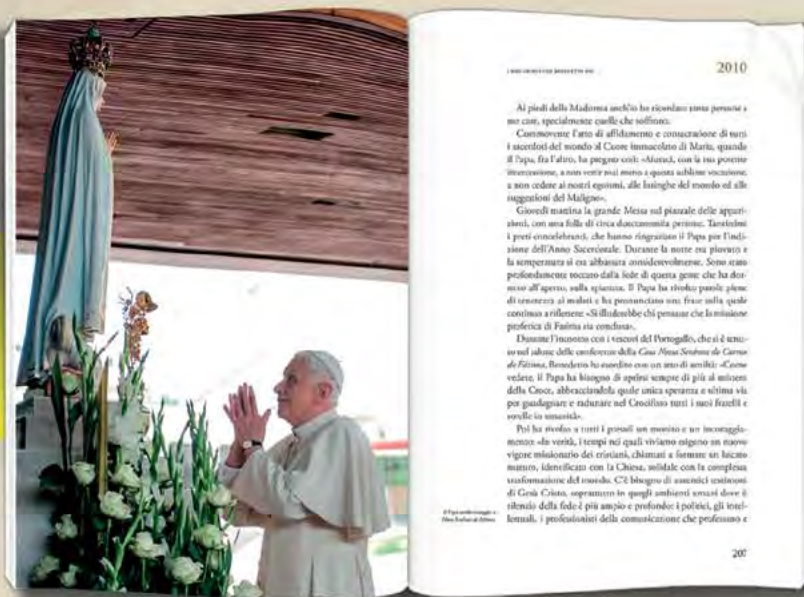 I MIEI ANNI CON BENEDETTO XVI
2010
Ai piedi della Madonna anch'io ho ricordato tante persone a
me care, specialmente quelle che soffrono.
Commovente l'atto di affidamento e consacrazione di tutti
i sacerdoti del mondo al Cuore immacolato di Maria, quando
il Papa, fra l'altro, ha pregato così: «Aiutaci, con la tua potente
intercessione, a non venir mai meno a questa sublime vocazione,
a non cedere ai nostri egoismi, alle lusinghe del mondo ed alle
suggestioni del Maligno».
Giovedì mattina la grande Messa sul piazzale delle appari-
zioni, con una folla di circa duecentomila persone. Tantissimi
i preti concelebranti, che hanno ringraziato il Papa per l'indi-
zione dell'Anno Sacerdotale. Durante la notte era piovuto e
la temperatura si era abbassata considerevolmente. Sono stato
profondamente toccato dalla fede di questa gente che ha dor-
mito all'aperto, sulla spianata. Il Papa ha rivolto parole piene
di tenerezza ai malati e ha pronunciato una frase sulla quale
continuo a riflettere: «Si illuderebbe chi pensasse che la missione
profetica di Fatima sia conclusa».
Durante l'incontro con i vescovi del Portogallo, che si è tenu-
to nel salone delle conferenze della Casa Nossa Senhora do Carmo
de Fátima, Benedetto ha esordito con un atto di umiltà: «Come
vedete, il Papa ha bisogno di aprirsi sempre di più al mistero
della Croce, abbracciandola quale unica speranza e ultima via
per guadagnare e radunare nel Crocifisso tutti i suoi fratelli e
sorelle in umanità».
Poi ha rivolto a tutti i presuli un monito e un incoraggia-
mento: «In verità, i tempi nei quali viviamo esigono un nuovo
vigore missionario dei cristiani, chiamati a formare un laicato
maturo, identificato con la Chiesa, solidale con la complessa
trasformazione del mondo. C'è bisogno di autentici testimoni
di Gesù Cristo, soprattutto in quegli ambienti umani dove il
silenzio della fede è più ampio e profondo: i politici, gli intel-
lettuali, i professionisti della comunicazione che professano e
Il Papa rende omaggio a
di Fátima.
207